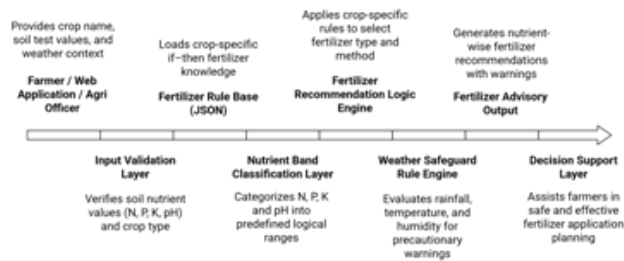 Provides crop name,
soil test values, and
weather context
Farmer / Web
Application / Agri
Officer
Loads crop-specific
if–then fertilizer
knowledge
Fertilizer Rule Base
(JSON)
Applies crop-specific
rules to select
fertilizer type and
method
Fertilizer
Recommendation Logic
Engine
Generates nutrient-
wise fertilizer
recommendations
with warnings
Fertilizer Advisory
Output
Input Validation
Layer
Verifies soil nutrient
values (N, P, K, pH)
and crop type
Nutrient Band
Classification Layer
Categorizes N, P, K
and pH into
predefined logical
ranges
Weather Safeguard
Rule Engine
Evaluates rainfall,
temperature, and
humidity for
precautionary
warnings
Decision Support
Layer
Assists farmers in
safe and effective
fertilizer application
planning